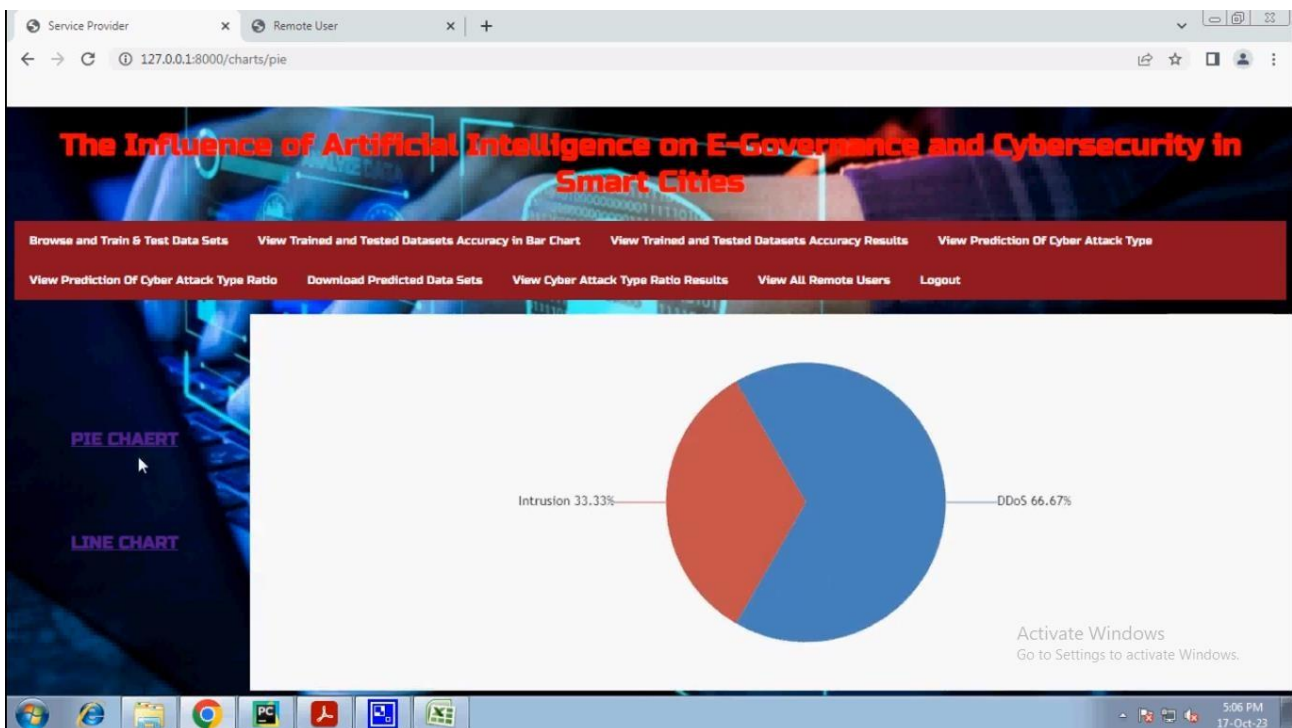 Service Provider
Remote User
127.0.0.1:8000/charts/pie
The Influence of Artificial Intelligence on E-Governance and Cybersecurity in
Smart Cities
Browse and Train & Test Data Sets View Trained and Tested Datasets Accuracy in Bar Chart View Trained and Tested Datasets Accuracy Results View Prediction Of Cyber Attack Type
View Prediction Of Cyber Attack Type Ratio Download Predicted Data Sets View Cyber Attack Type Ratio Results View All Remote Users Logout
PIE CHAERT
Intrusion 33.33%
DDoS 66.67%
LINE CHART
Activate Windows
Go to Settings to activate Windows.
PC
5:06 PM
17-Oct-23